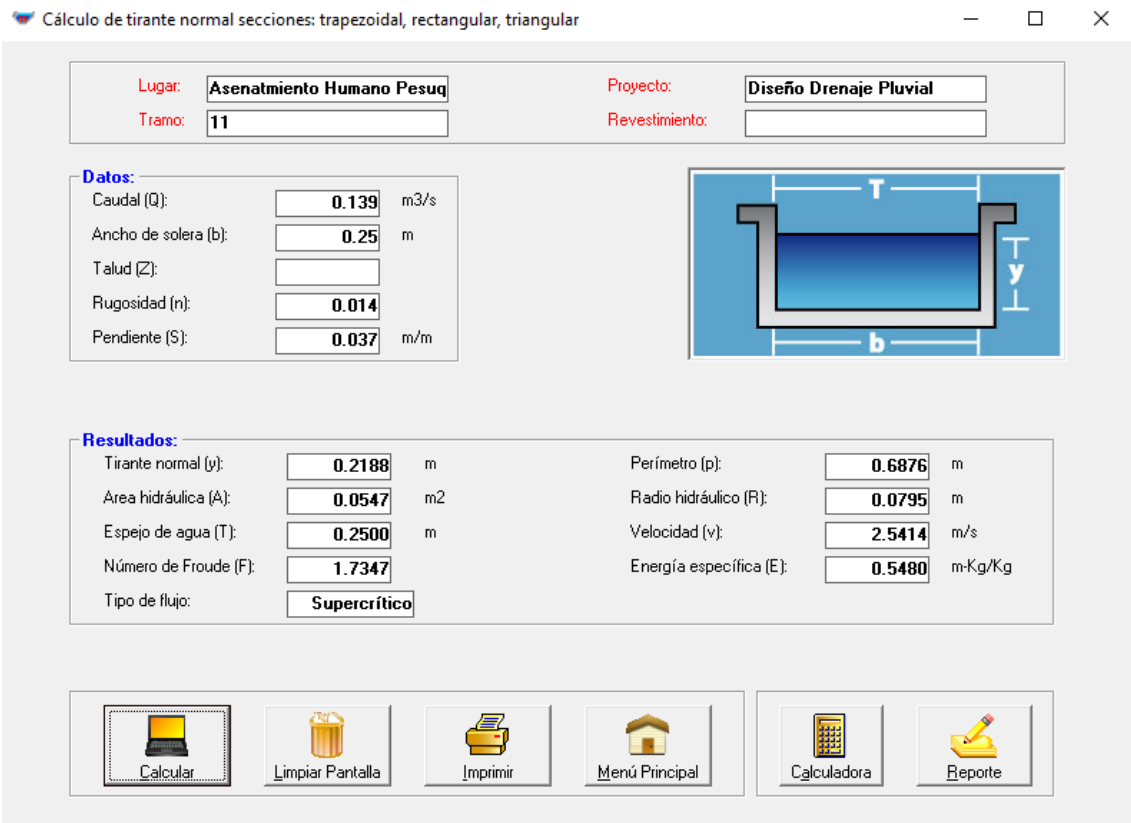 Cálculo de tirante normal secciones: trapezoidal, rectangular, triangular
Lugar: Asenatmiento Humano Pesuq Proyecto: Diseño Drenaje Pluvial
Tramo: 11 Revestimiento:
Datos:
Caudal (Q): 0.139 m3/s
Ancho de solera (b): 0.25 m
Talud (Z):
Rugosidad (n): 0.014
Pendiente (S): 0.037 m/m
T
y
b
Resultados:
Tirante normal (y): 0.2188 m Perímetro (p): 0.6876 m
Area hidráulica (A): 0.0547 m2 Radio hidráulico (R): 0.0795 m
Espejo de agua (T): 0.2500 m Velocidad (v): 2.5414 m/s
Número de Froude (F): 1.7347 Energía específica (E): 0.5480 m-Kg/Kg
Tipo de flujo: Supercrítico
Calcular Limpiar Pantalla Imprimir Menú Principal Calculadora Reporte